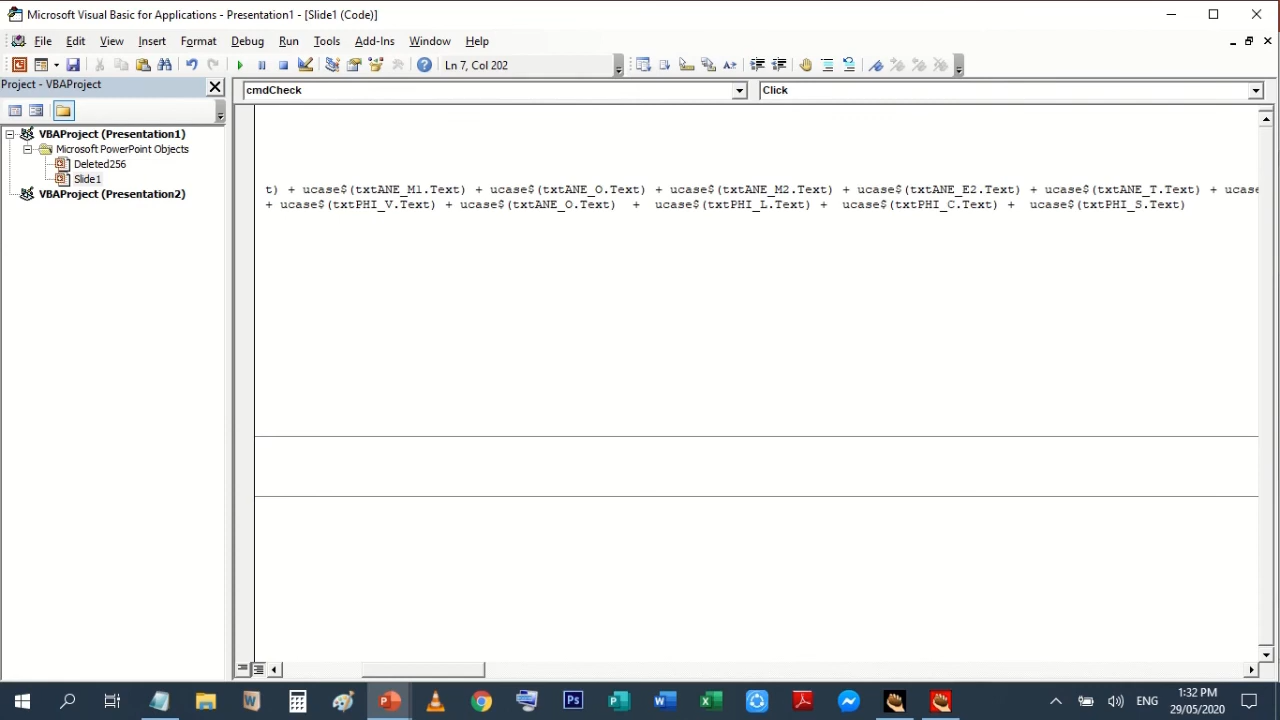 Microsoft Visual Basic for Applications - Presentation1 - [Slide1 (Code)]
File Edit View Insert Format Debug Run Tools Add-Ins Window Help
Ln 7, Col 202
Project - VBAProject
cmdCheck
Click
VBAProject (Presentation1)
Microsoft PowerPoint Objects
Deleted256
Slide1
VBAProject (Presentation2)
t) + ucase$(txtANE_M1.Text) + ucase$(txtANE_O.Text) + ucase$(txtANE_M2.Text) + ucase$(txtANE_E2.Text) + ucase$(txtANE_T.Text) + ucase
+ ucase$(txtPHI_V.Text) + ucase$(txtANE_O.Text) + ucase$(txtPHI_L.Text) + ucase$(txtPHI_C.Text) + ucase$(txtPHI_S.Text)
ENG
1:32 PM
29/05/2020